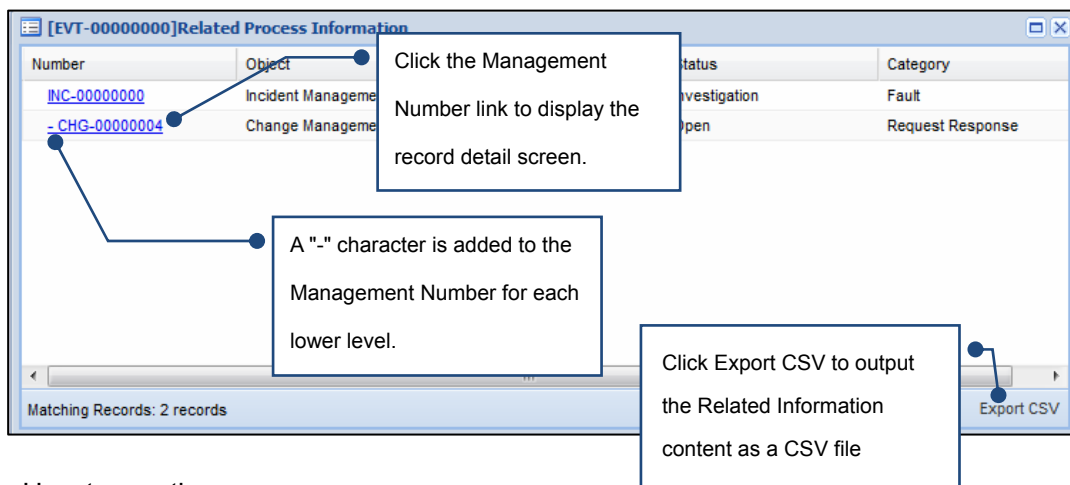 [EVT-00000000]Related Process Information
Number Object Status Category
INC-00000000 Incident Manageme nvestigation Fault
- CHG-00000004 Change Manageme Open Request Response
Click the Management
Number link to display the
record detail screen.
A "-" character is added to the
Management Number for each
lower level.
Click Export CSV to output
the Related Information
content as a CSV file
Matching Records: 2 records Export CSV